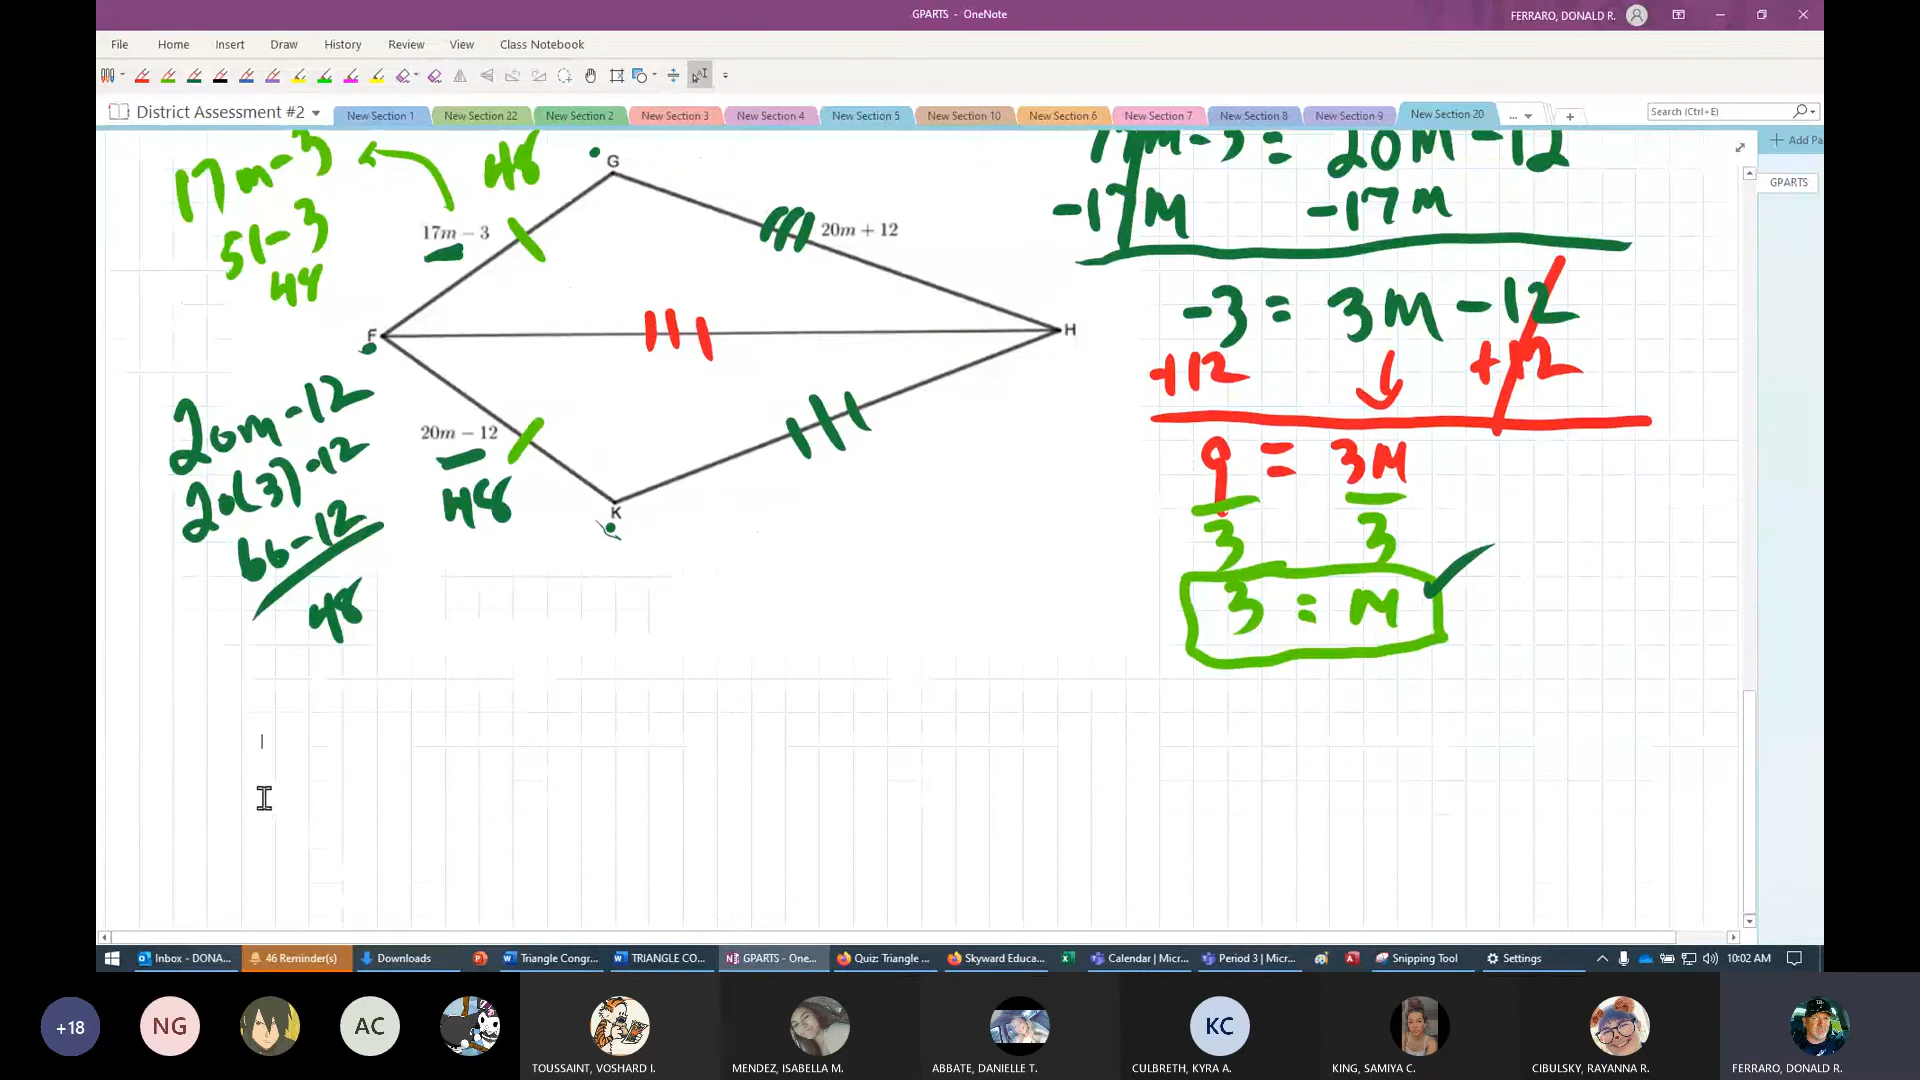 GPARTS - OneNote
FERRARO, DONALD R.
File Home Insert Draw History Review View Class Notebook
District Assessment #2
New Section 1 New Section 22 New Section 2 New Section 3 New Section 4 New Section 5 New Section 10 New Section 6 New Section 7 New Section 8 New Section 9 New Section 20 ...
Search (Ctrl+E)
Add Pa
GPARTS
17m-3
51-3
48
48
G
17m − 3
20m + 12
F
H
20m − 12
48
K
20m-12
20(3)-12
60-12
48
17m-3 = 20m-12
-17m -17m
-3 = 3m-12
+12 +12
9 = 3m
3 3
3 = m
Inbox - DONA...
46 Reminder(s)
Downloads
Triangle Congr...
TRIANGLE CO...
GPARTS - One...
Quiz: Triangle ...
Skyward Educa...
Calendar | Micr...
Period 3 | Micr...
Snipping Tool
Settings
10:02 AM
+18
NG
AC
KC
TOUSSAINT, VOSHARD I.
MENDEZ, ISABELLA M.
ABBATE, DANIELLE T.
CULBRETH, KYRA A.
KING, SAMIYA C.
CIBULSKY, RAYANNA R.
FERRARO, DONALD R.